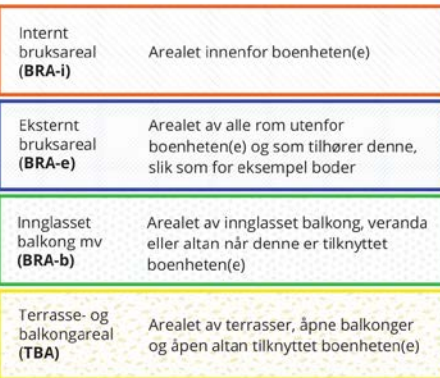 Internt
bruksareal
(BRA-i)
Arealet innenfor boenheten(e)
Eksternt
bruksareal
(BRA-e)
Arealet av alle rom utenfor
boenheten(e) og som tilhører denne,
slik som for eksempel boder
Innglasset
balkong mv
(BRA-b)
Arealet av innglasset balkong, veranda
eller altan når denne er tilknyttet
boenheten(e)
Terrasse- og
balkongareal
(TBA)
Arealet av terrasser, åpne balkonger
og åpen altan tilknyttet boenheten(e)